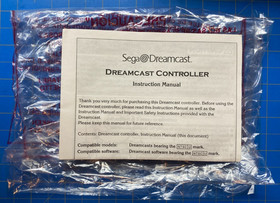 Sega Dreamcast.
DREAMCAST CONTROLLER
Instruction Manual
Thank you very much for purchasing this Dreamcast controller. Before using the
Dreamcast controller, please read this Instruction Manual as well as the
Instruction Manual and Important Safety Instructions provided with the
Dreamcast.
Please keep this manual for future reference.
Contents: Dreamcast controller, Instruction Manual (this document)
Compatible models: Dreamcasts bearing the mark.
Compatible software: Dreamcast software bearing the mark.